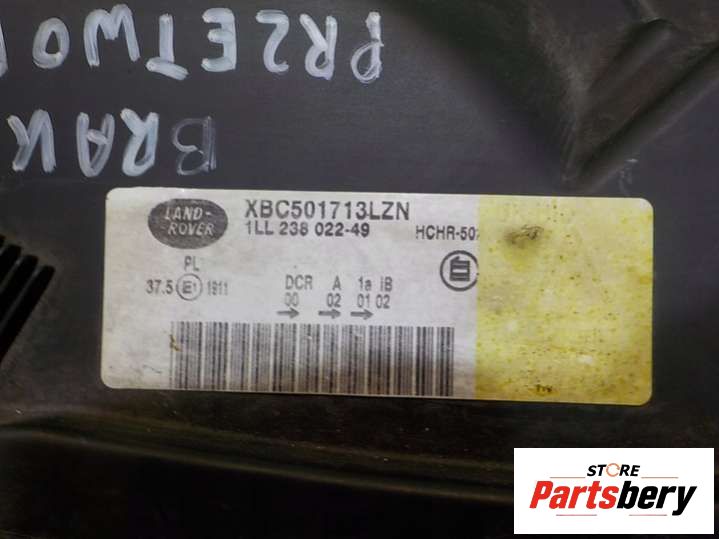 PRZETWO
BRAK
LAND-
ROVER
XBC501713LZN
1LL 238 022-49
HCHR-50
PL
37.5 E1 1911
DCR A 1a IB
00 02 01 02
STORE
Partsbery